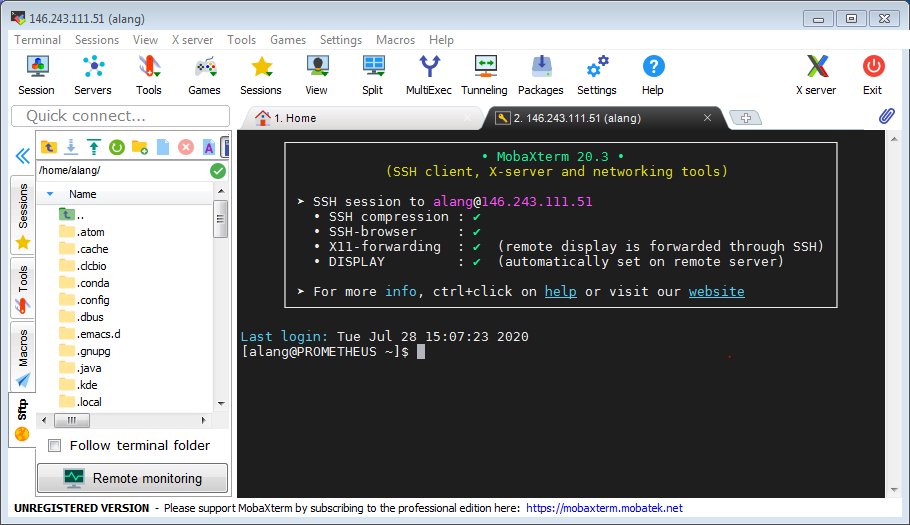 146.243.111.51 (alang)
Terminal Sessions View X server Tools Games Settings Macros Help
Session Servers Tools Games Sessions View Split MultiExec Tunneling Packages Settings Help X server Exit
Quick connect...
1. Home
2. 146.243.111.51 (alang)
/home/alang/
Name
..
.atom
.cache
.clcbio
.conda
.config
.dbus
.emacs.d
.gnupg
.java
.kde
.local
Sessions
Tools
Macros
Sftp
Follow terminal folder
Remote monitoring
• MobaXterm 20.3 •
(SSH client, X-server and networking tools)
➤ SSH session to alang@146.243.111.51
• SSH compression : ✔
• SSH-browser : ✔
• X11-forwarding : ✔ (remote display is forwarded through SSH)
• DISPLAY : ✔ (automatically set on remote server)
➤ For more info, ctrl+click on help or visit our website
Last login: Tue Jul 28 15:07:23 2020
[alang@PROMETHEUS ~]$
UNREGISTERED VERSION - Please support MobaXterm by subscribing to the professional edition here: https://mobaxterm.mobatek.net